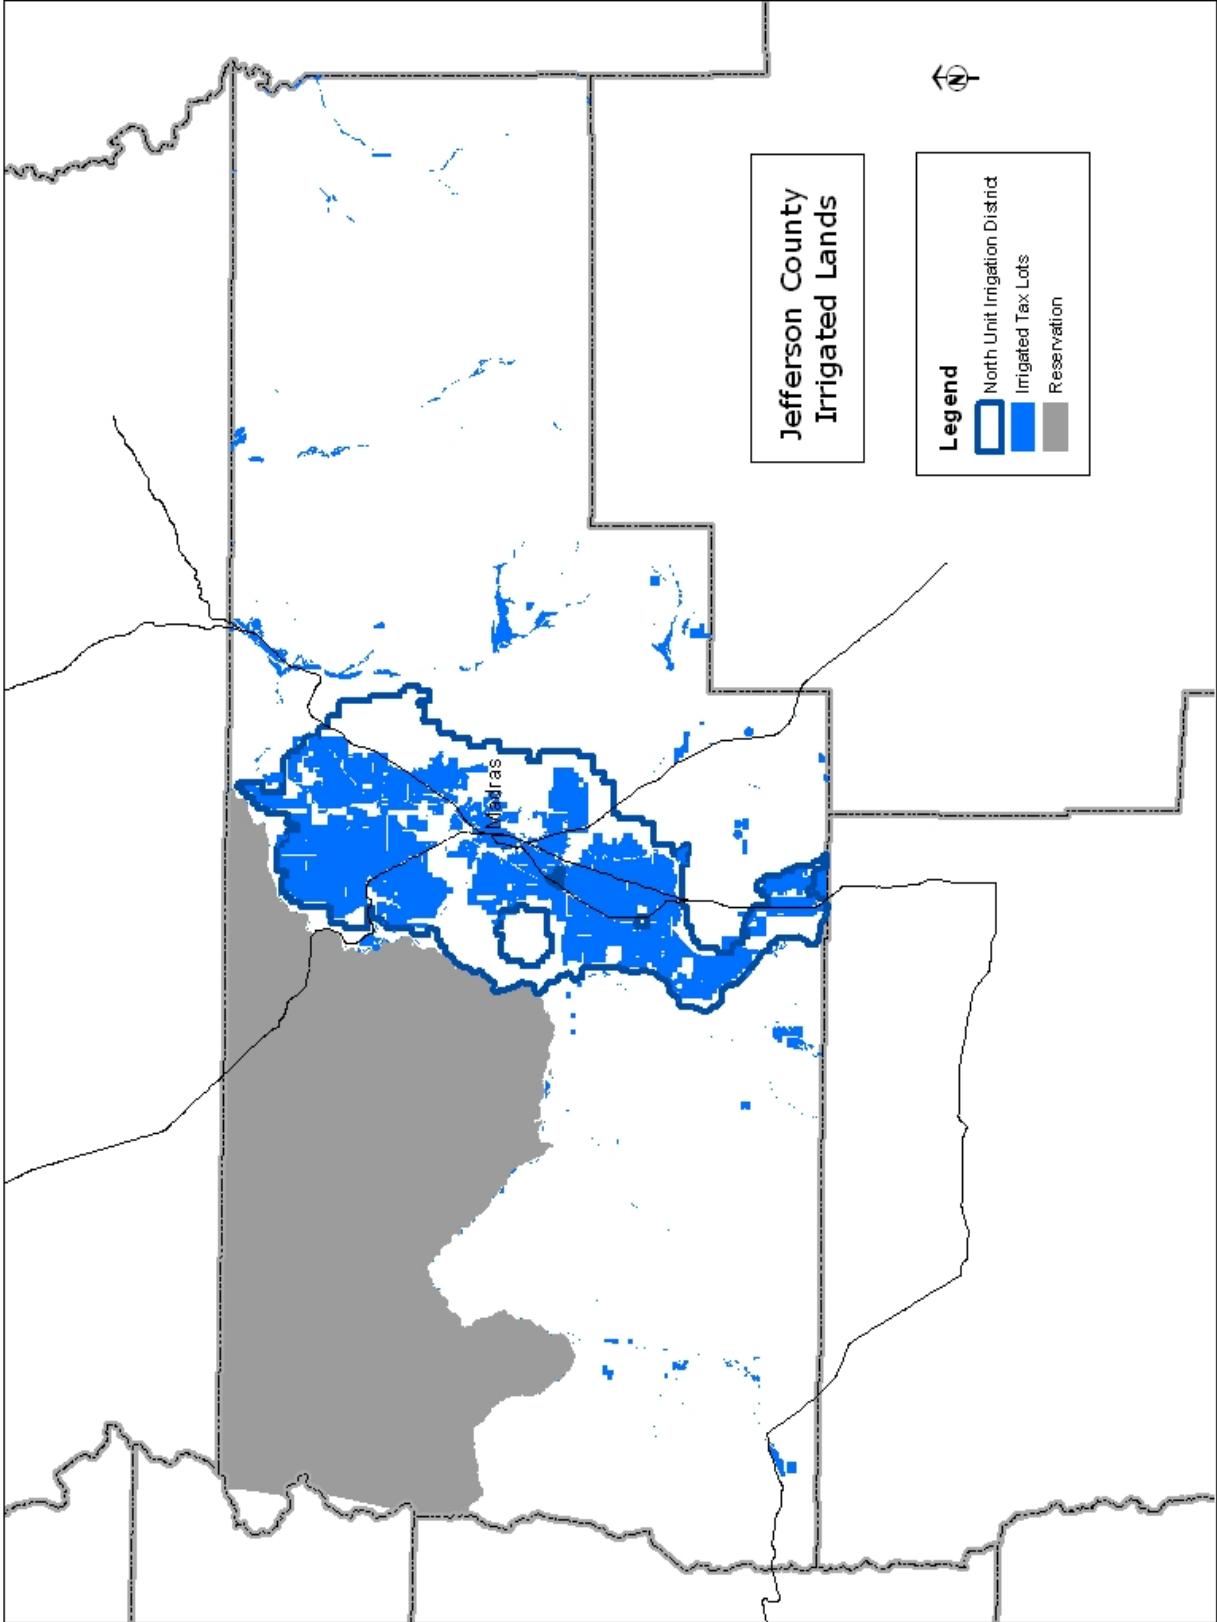 Madras
Jefferson County
Irrigated Lands
N
Legend
North Unit Irrigation District
Irrigated Tax Lots
Reservation